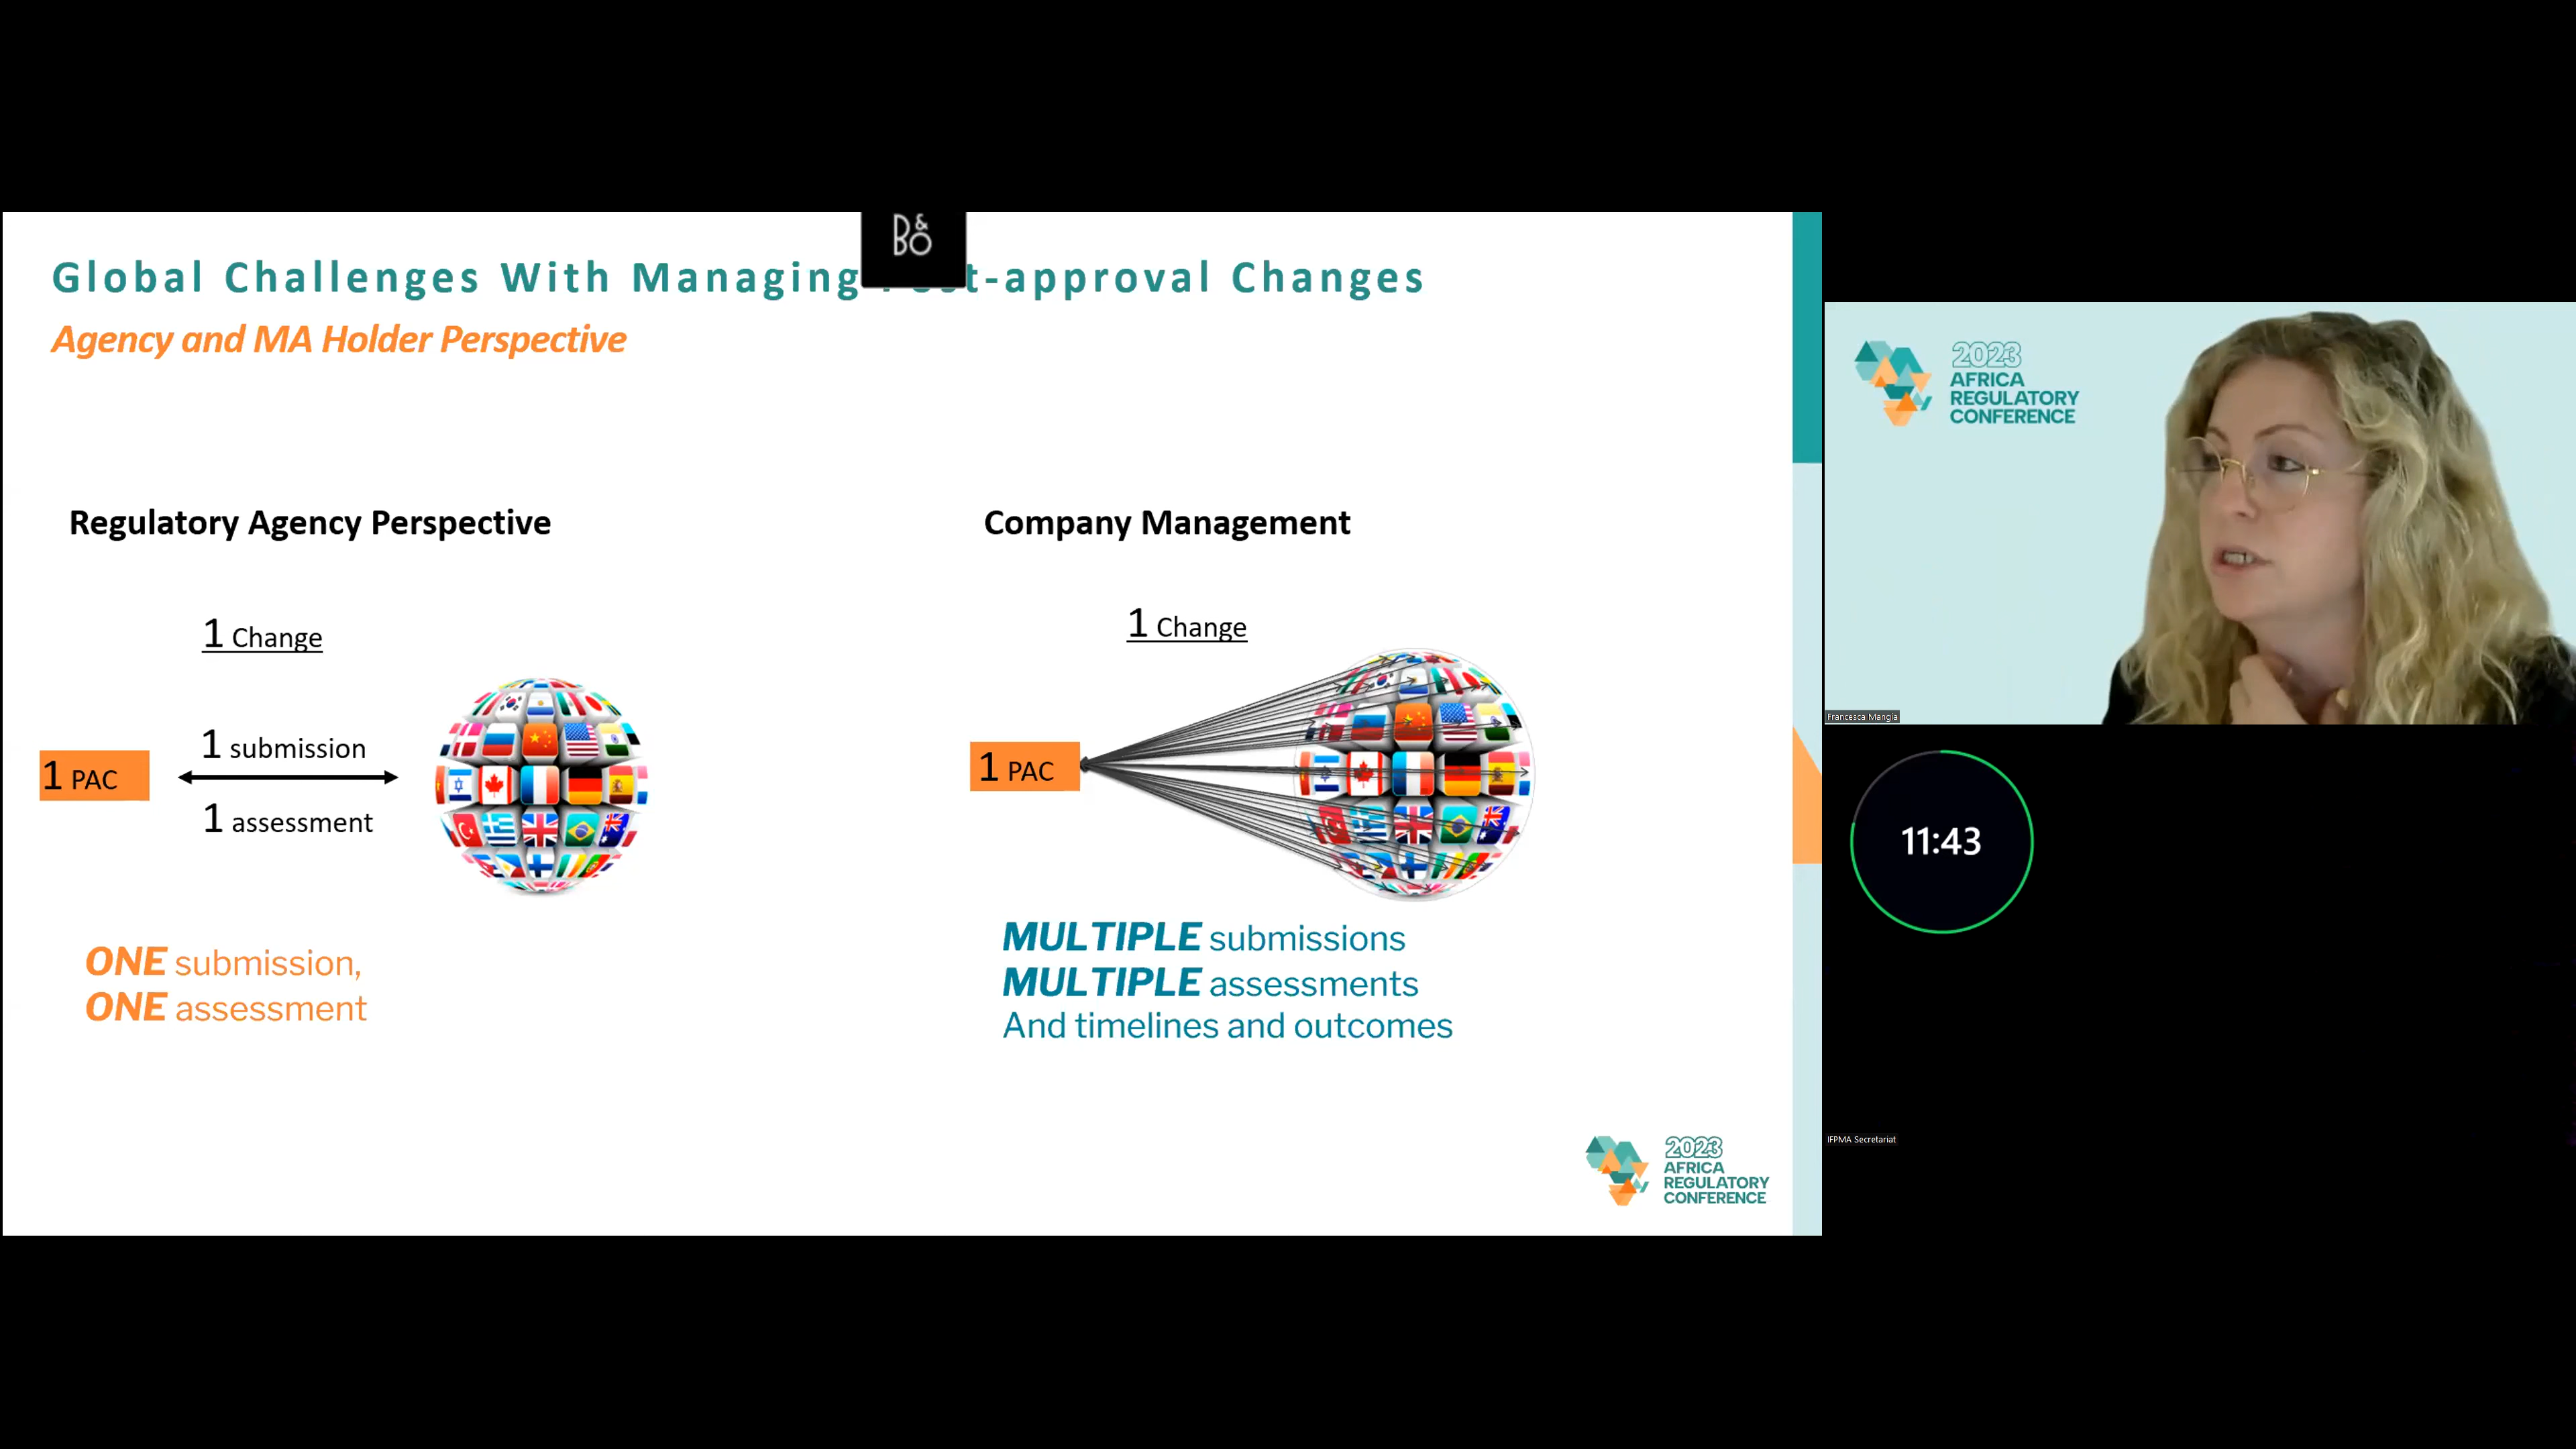 Global Challenges With Managing t-approval Changes
Agency and MA Holder Perspective
Regulatory Agency Perspective
1 Change
1 PAC
1 submission
1 assessment
ONE submission,
ONE assessment
Company Management
1 Change
1 PAC
MULTIPLE submissions
MULTIPLE assessments
And timelines and outcomes
2023
AFRICA
REGULATORY
CONFERENCE
2023
AFRICA
REGULATORY
CONFERENCE
Francesca Mangia
11:43
IFPMA Secretariat